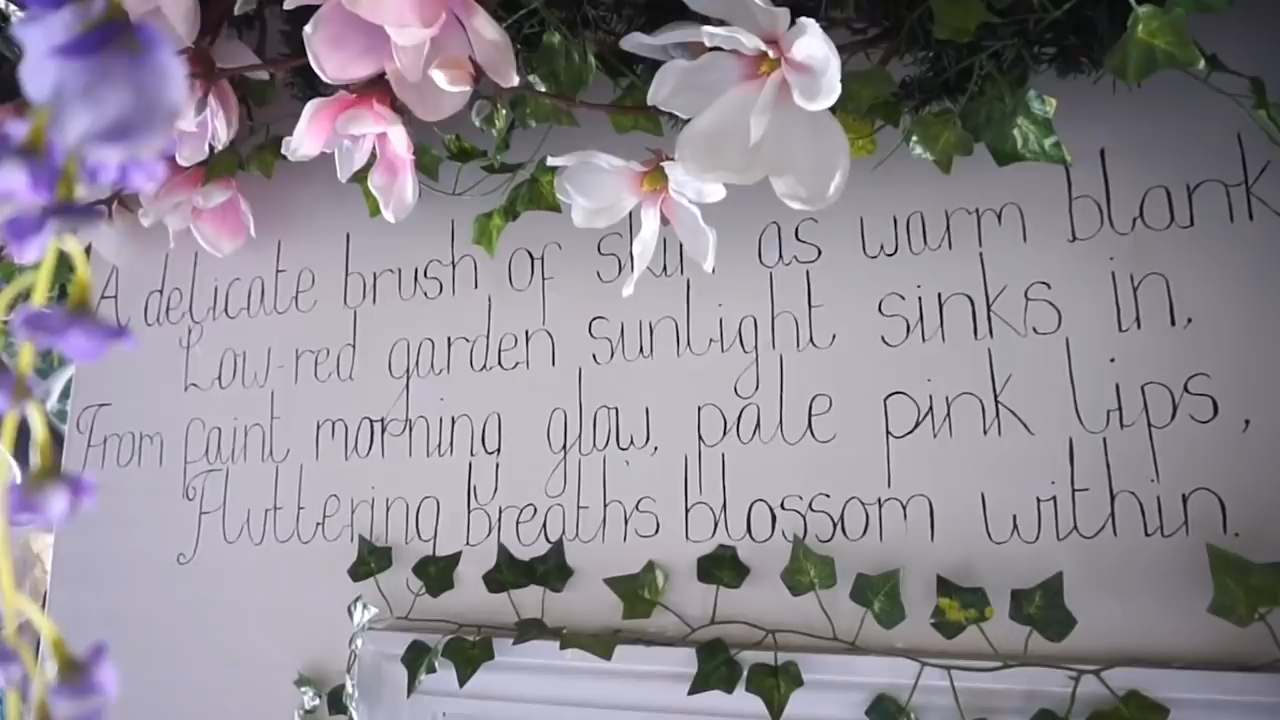 A delicate brush of skin as warm blank
Low-red garden sunlight sinks in,
From faint morning glow, pale pink lips,
Fluttering breaths blossom within.